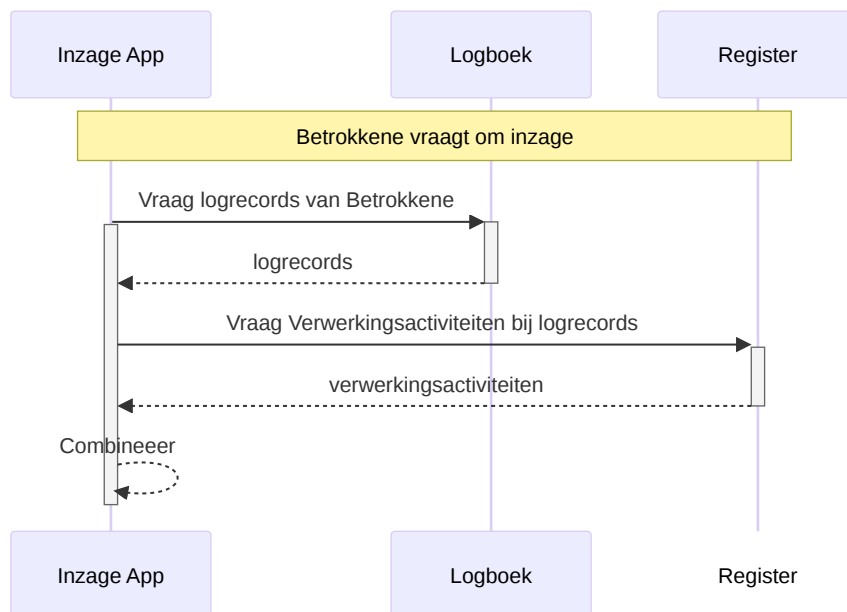 Inzage App
Logboek
Register
Betrokkene vraagt om inzage
Vraag logrecords van Betrokkene
logrecords
Vraag Verwerkingsactiviteiten bij logrecords
verwerkingsactiviteiten
Combineeer
Inzage App
Logboek
Register